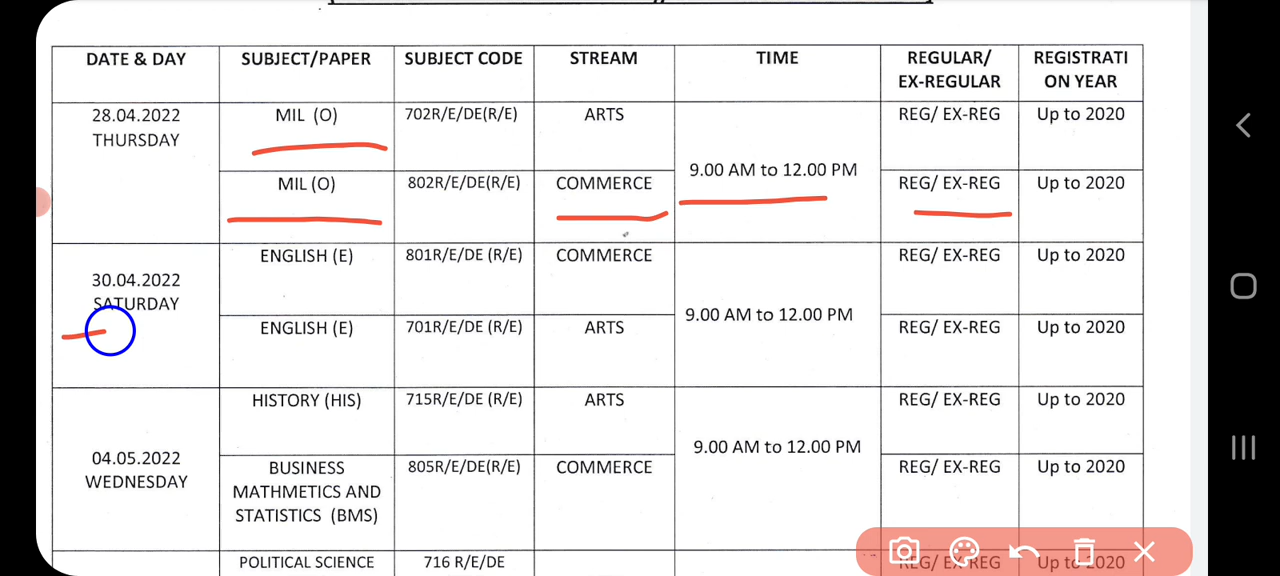 DATE & DAY SUBJECT/PAPER SUBJECT CODE STREAM TIME REGULAR/ REGISTRATI
EX-REGULAR ON YEAR
28.04.2022 MIL (O) 702R/E/DE(R/E) ARTS REG/ EX-REG Up to 2020
THURSDAY
9.00 AM to 12.00 PM
MIL (O) 802R/E/DE(R/E) COMMERCE REG/ EX-REG Up to 2020
ENGLISH (E) 801R/E/DE (R/E) COMMERCE REG/ EX-REG Up to 2020
30.04.2022
SATURDAY
9.00 AM to 12.00 PM
ENGLISH (E) 701R/E/DE (R/E) ARTS REG/ EX-REG Up to 2020
HISTORY (HIS) 715R/E/DE (R/E) ARTS REG/ EX-REG Up to 2020
9.00 AM to 12.00 PM
04.05.2022 BUSINESS 805R/E/DE(R/E) COMMERCE REG/ EX-REG Up to 2020
WEDNESDAY MATHMETICS AND
STATISTICS (BMS)
POLITICAL SCIENCE 716 R/E/DE REG/ EX-REG Up to 2020